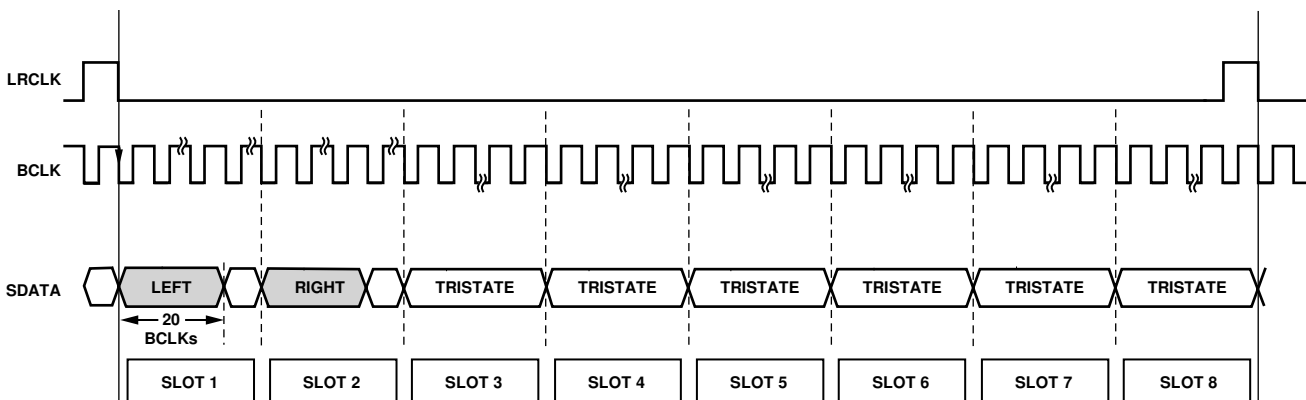 LRCLK
BCLK
SDATA
LEFT
RIGHT
TRISTATE
TRISTATE
TRISTATE
TRISTATE
TRISTATE
TRISTATE
20
BCLKs
SLOT 1
SLOT 2
SLOT 3
SLOT 4
SLOT 5
SLOT 6
SLOT 7
SLOT 8